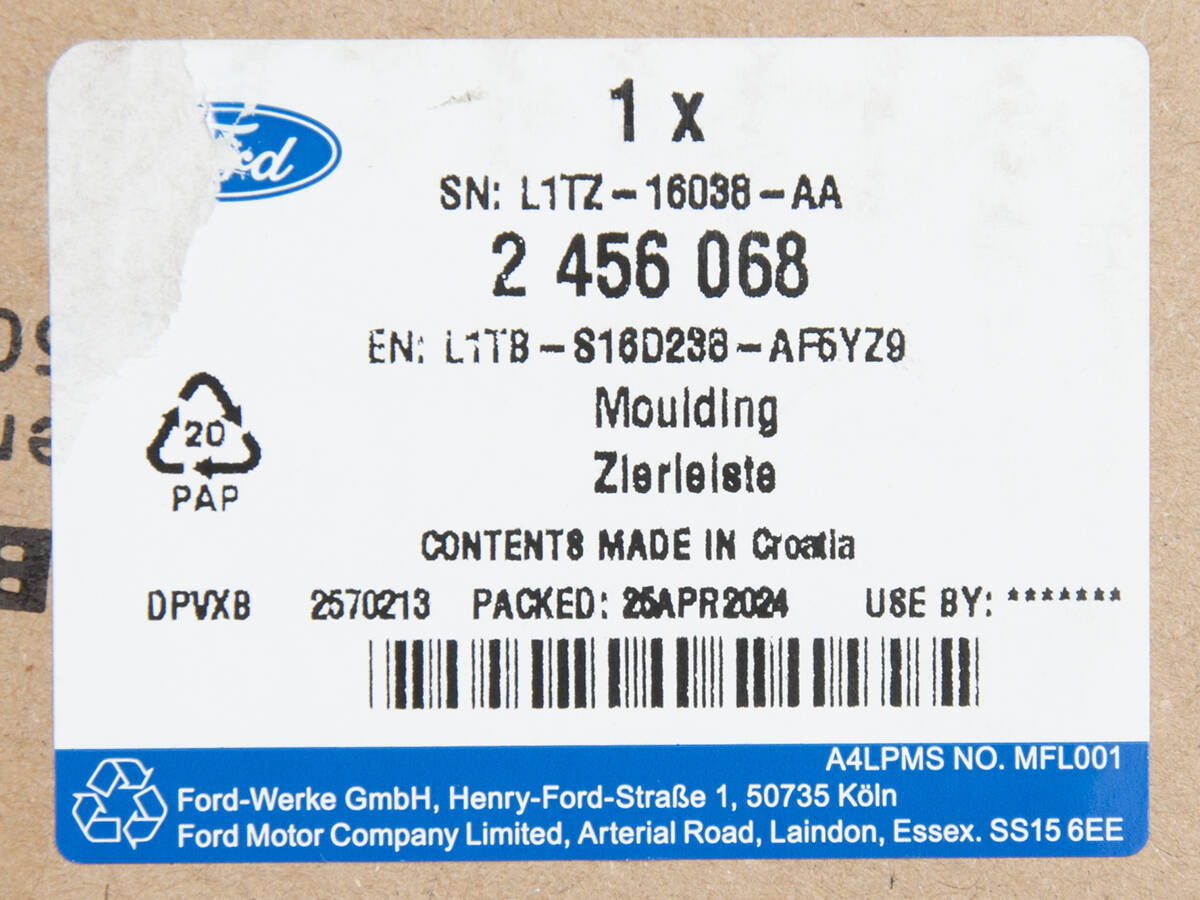 Ford
1 x
SN: L1TZ-16038-AA
2 456 068
EN: L1TB-S16D238-AF5YZ9
Moulding
Zierleiste
20
PAP
CONTENTS MADE IN Croatia
DPVXB 2570213 PACKED: 25APR2024 USE BY: *******
A4LPMS NO. MFL001
Ford-Werke GmbH, Henry-Ford-Straße 1, 50735 Köln
Ford Motor Company Limited, Arterial Road, Laindon, Essex. SS15 6EE